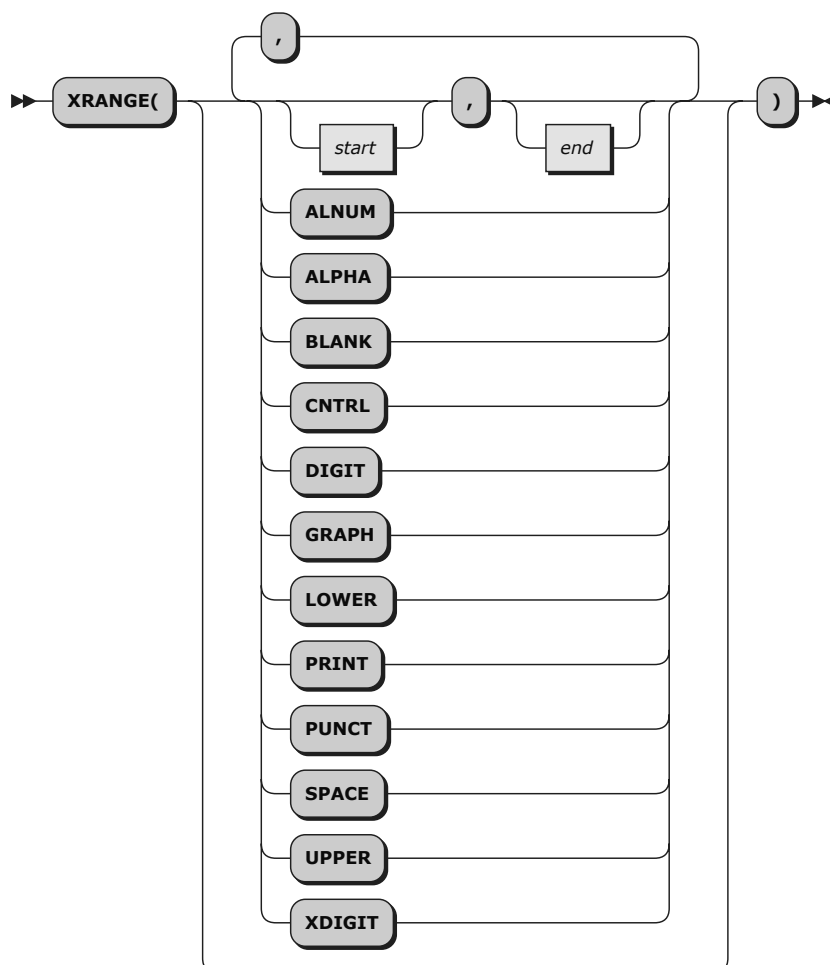 ,
XRANGE( , )
start end
ALNUM
ALPHA
BLANK
CNTRL
DIGIT
GRAPH
LOWER
PRINT
PUNCT
SPACE
UPPER
XDIGIT